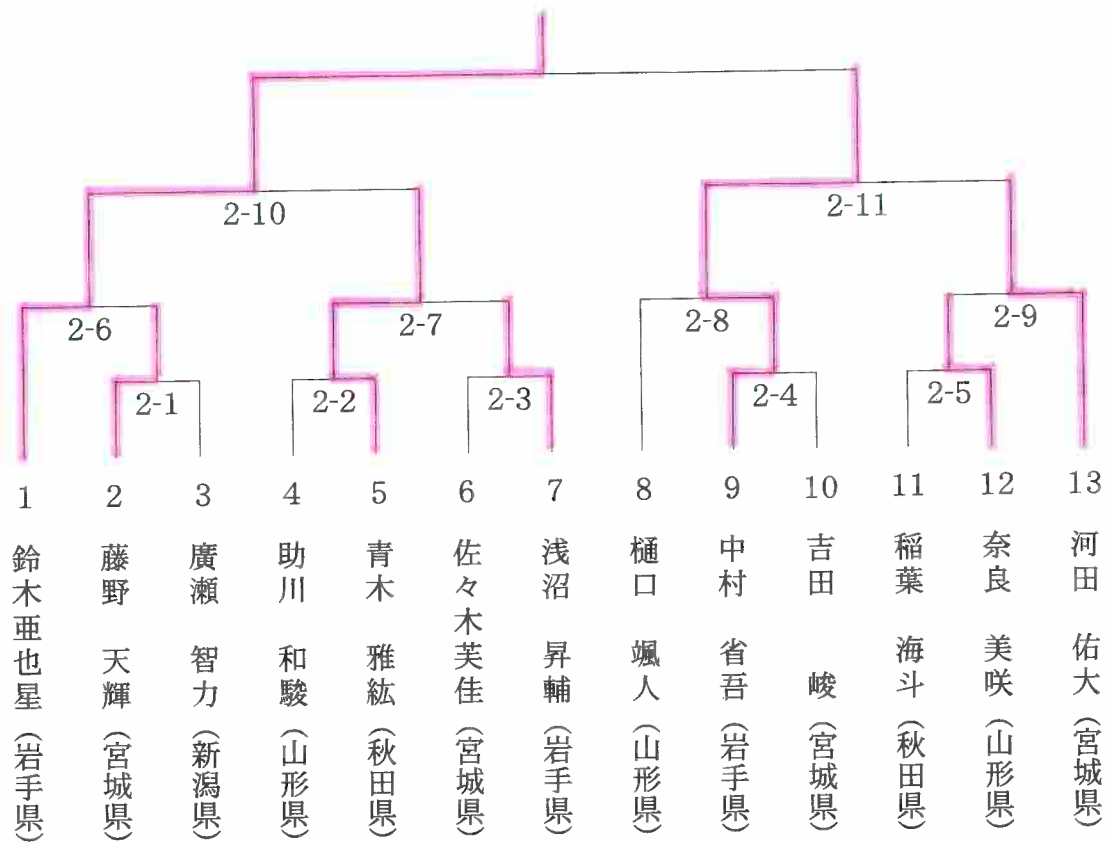 2-10
2-11
2-6
2-7
2-8
2-9
2-1
2-2
2-3
2-4
2-5
1
2
3
4
5
6
7
8
9
10
11
12
13
鈴木亜也星（岩手県）
藤野　天輝（宮城県）
廣瀬　智力（新潟県）
助川　和駿（山形県）
青木　雅紘（秋田県）
佐々木芙佳（宮城県）
浅沼　昇輔（岩手県）
樋口　颯人（山形県）
中村　省吾（岩手県）
吉田　　峻（宮城県）
稲葉　海斗（秋田県）
奈良　美咲（山形県）
河田　佑大（宮城県）